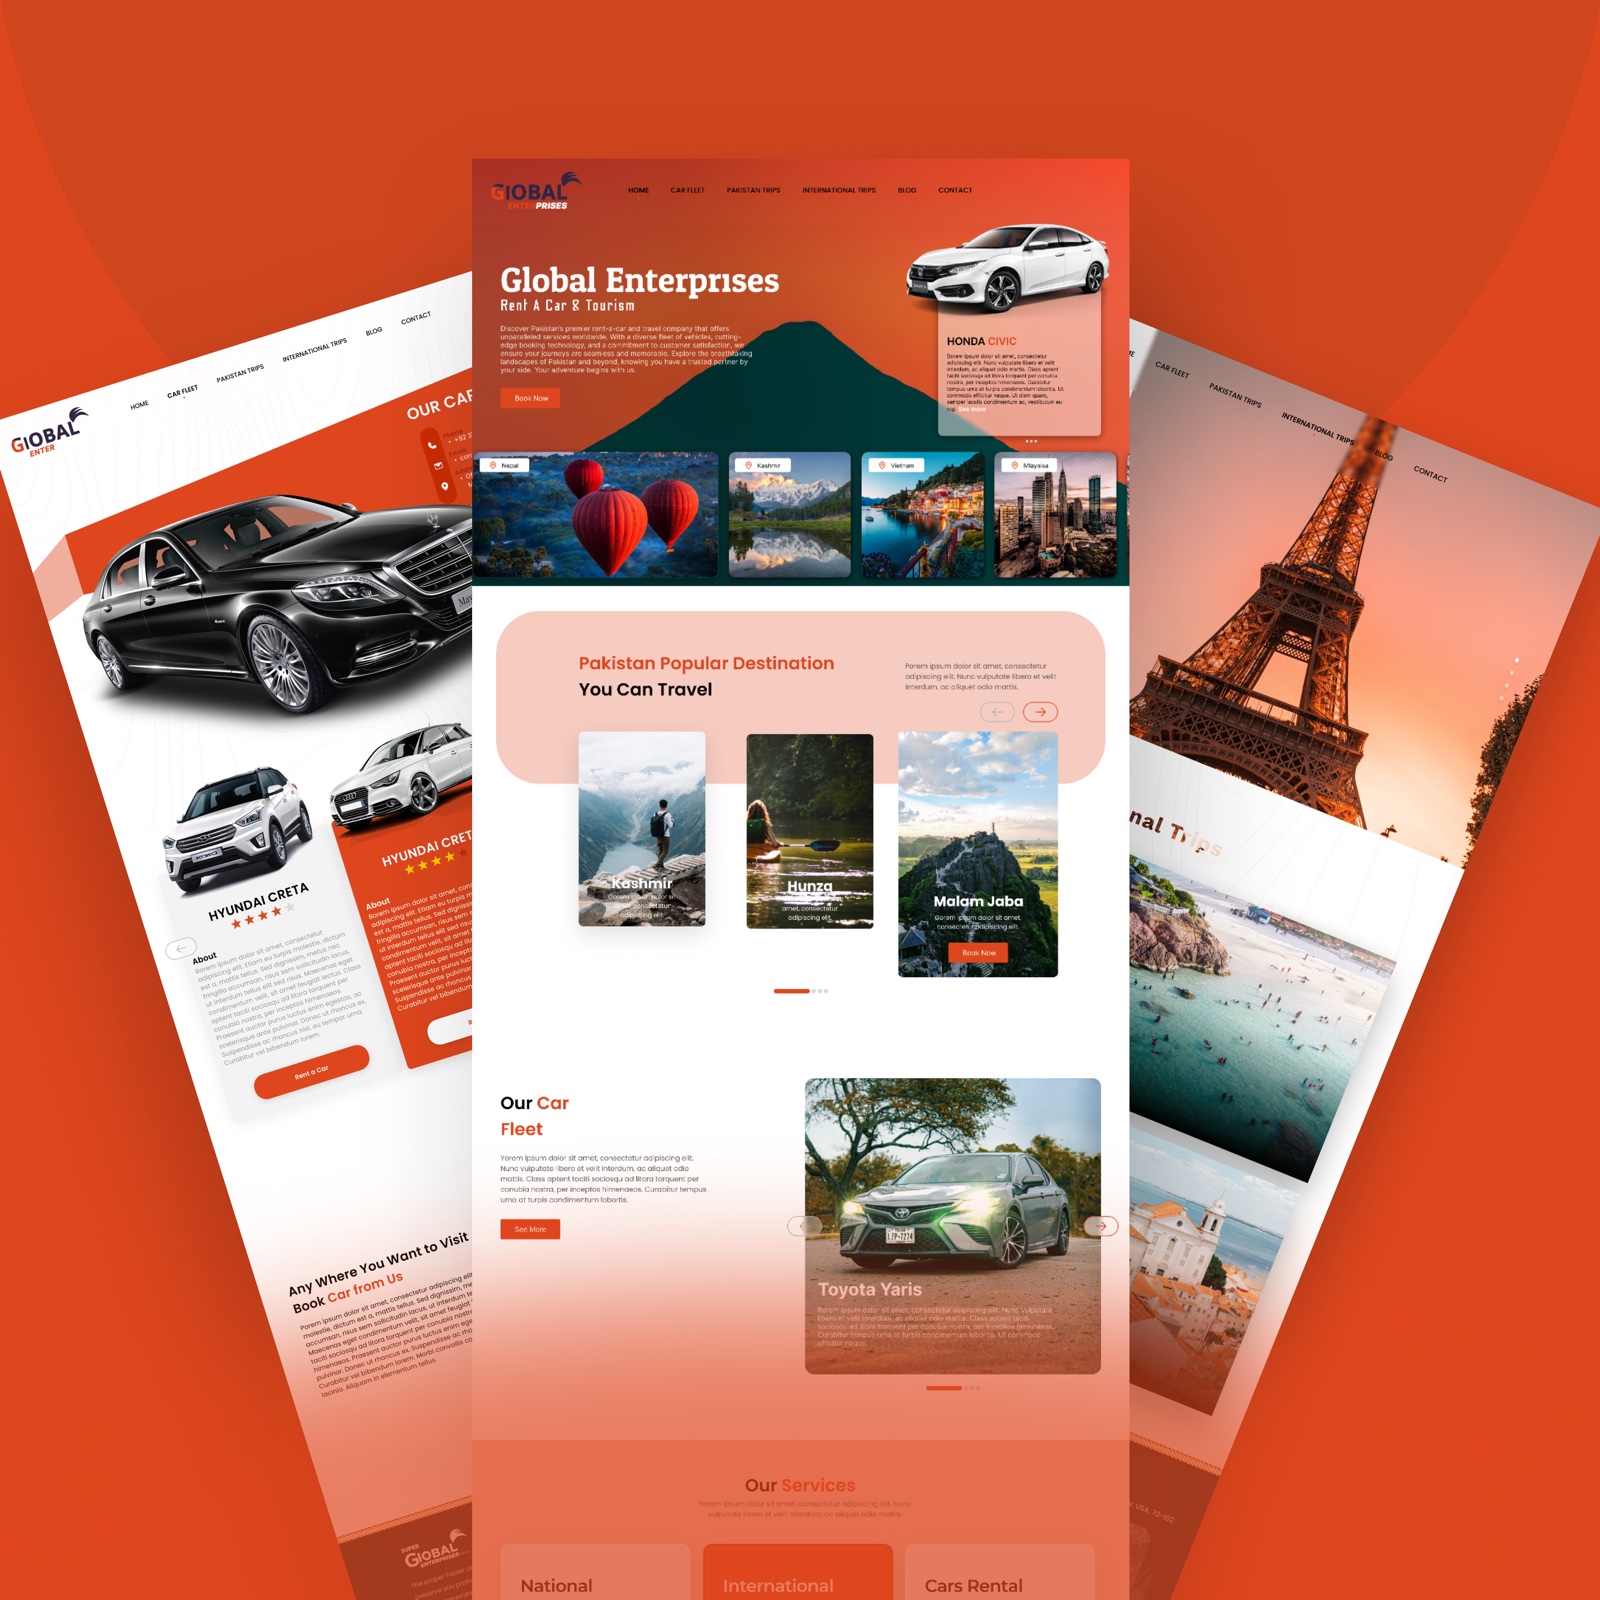 GlOBAL
ENTERPRISES
HOME
CAR FLEET
PAKISTAN TRIPS
INTERNATIONAL TRIPS
BLOG
CONTACT
Global Enterprises
Rent A Car & Tourism
Discover Pakistan's premier rent-a-car and travel company that offers
unparalleled services worldwide. With a diverse fleet of vehicles, cutting-
edge booking technology, and a commitment to customer satisfaction, we
ensure your journeys are seamless and memorable. Explore the breathtaking
landscapes of Pakistan and beyond, knowing you have a trusted partner by
your side. Your adventure begins with us.
Book Now
HONDA CIVIC
Rorem ipsum dolor sit amet, consectetur
adipiscing elit. Nunc vulputate libero et velit
interdum, ac aliquet odio mattis. Class aptent
taciti sociosqu ad litora torquent per conubia
nostra, per inceptos himenaeos. Curabitur
tempus urna at turpis condimentum lobortis. Ut
commodo efficitur neque. Ut diam quam,
semper iaculis condimentum ac, vestibulum eu
nisl. See more
Nepal
Kashmir
Vietnam
Mlayaisa
Pakistan Popular Destination
You Can Travel
Porem ipsum dolor sit amet, consectetur
adipiscing elit. Nunc vulputate libero et velit
interdum, ac aliquet odio mattis.
Kashmir
Hunza
amet, consectetur
adipiscing elit.
Malam Jaba
Gorem ipsum dolor sit amet,
consectetur adipiscing elit.
Book Now
Our Car
Fleet
Yorem ipsum dolor sit amet, consectetur adipiscing elit.
Nunc vulputate libero et velit interdum, ac aliquet odio
mattis. Class aptent taciti sociosqu ad litora torquent per
conubia nostra, per inceptos himenaeos. Curabitur tempus
urna at turpis condimentum lobortis.
See More
Toyota Yaris
Rorem ipsum dolor sit amet, consectetur adipiscing elit. Nunc vulputate
libero et velit interdum, ac aliquet odio mattis. Class aptent taciti
sociosqu ad litora torquent per conubia nostra, per inceptos himenaeos.
Curabitur tempus urna at turpis condimentum lobortis. Ut commodo
efficitur neque.
Our Services
Porem ipsum dolor sit amet, consectetur adipiscing elit. Nunc
vulputate libero et velit interdum, ac aliquet odio mattis.
National
International
Cars Rental
GlOBAL
ENTER
HOME
CAR FLEET
PAKISTAN TRIPS
INTERNATIONAL TRIPS
BLOG
CONTACT
OUR CAR
HYUNDAI CRETA
About
Rorem ipsum dolor sit amet, consectetur
adipiscing elit. Etiam eu turpis molestie, dictum
est a, mattis tellus. Sed dignissim, metus nec
fringilla accumsan, risus sem sollicitudin lacus,
ut interdum tellus elit sed risus. Maecenas eget
condimentum velit, sit amet feugiat lectus. Class
aptent taciti sociosqu ad litora torquent per
conubia nostra, per inceptos himenaeos.
Praesent auctor purus luctus enim egestas, ac
scelerisque ante pulvinar. Donec ut rhoncus ex.
Suspendisse ac rhoncus nisl, eu tempor urna.
Curabitur vel bibendum lorem.
Rent a Car
HYUNDAI CRET
About
Any Where You Want to Visit
Book Car from Us
SUPER
GlOBAL
ENTERPRISES
CAR FLEET
PAKISTAN TRIPS
INTERNATIONAL TRIPS
BLOG
CONTACT
nal Trips
USA, 70-102